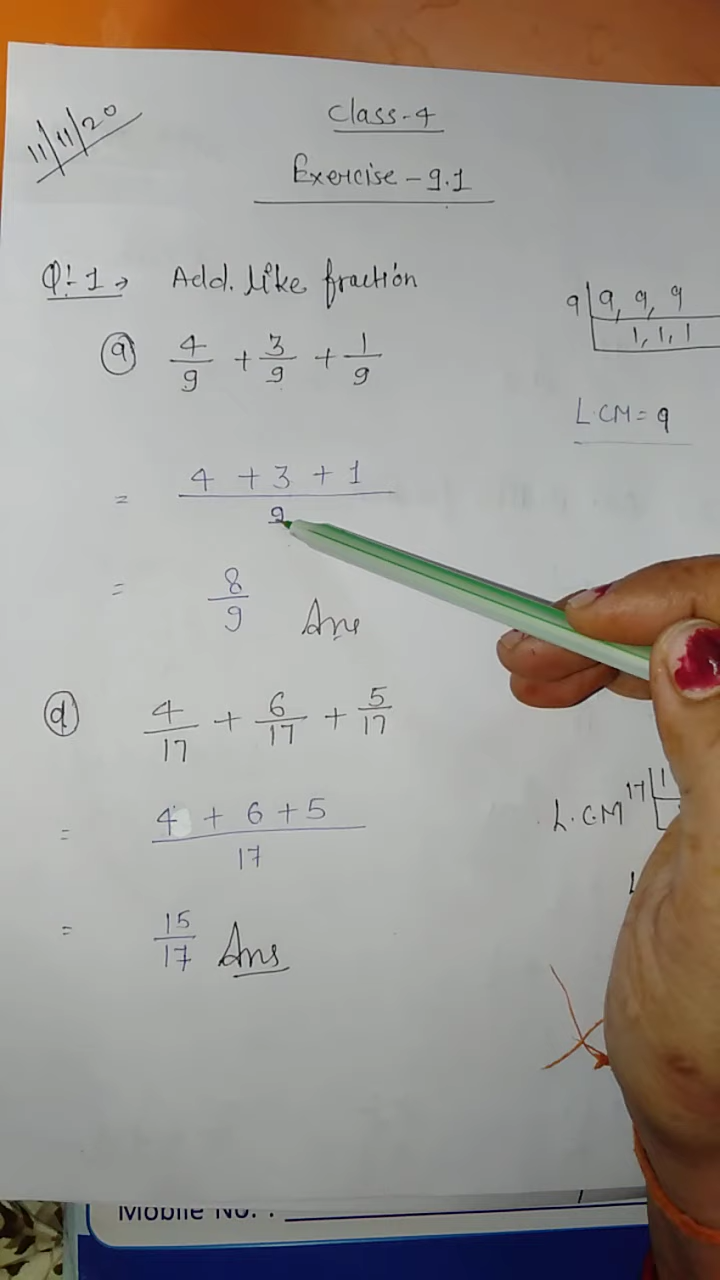 11/11/20
Class-4
Exercise-9.1
Q!-1→ Add. like fraction
9 | 9, 9, 9
1, 1, 1
L.CM = 9
(a) 4/9 + 3/9 + 1/9
= 4 + 3 + 1 / 9
= 8/9 Ans
(d) 4/17 + 6/17 + 5/17
L.CM 17
= 4 + 6 + 5 / 17
= 15/17 Ans
Mobile No. :